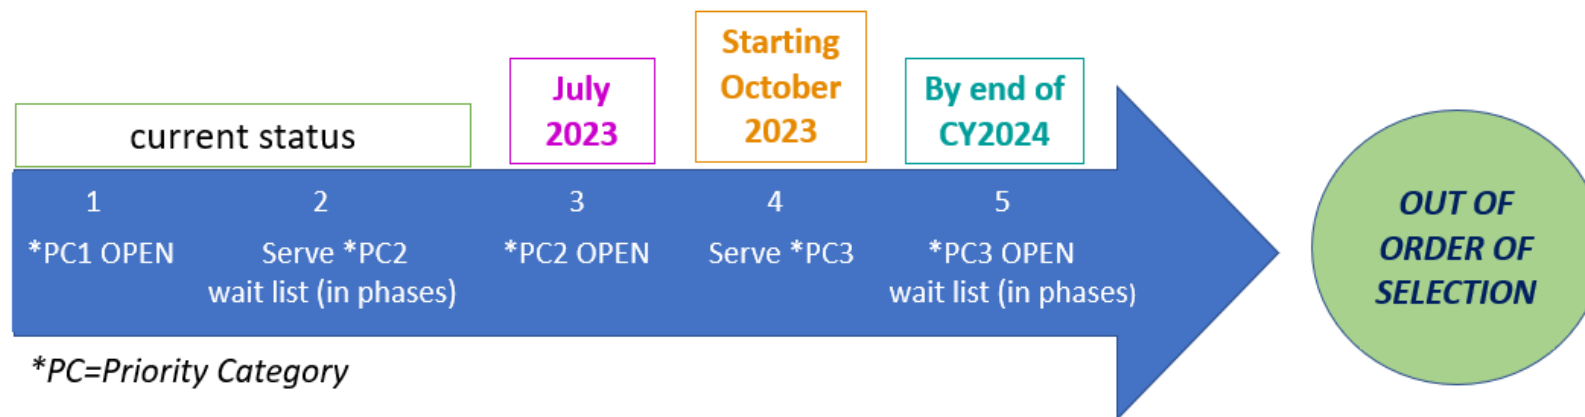 current status
July
2023
Starting
October
2023
By end of
CY2024
1
*PC1 OPEN
2
Serve *PC2
wait list (in phases)
3
*PC2 OPEN
4
Serve *PC3
5
*PC3 OPEN
wait list (in phases)
OUT OF
ORDER OF
SELECTION
*PC=Priority Category